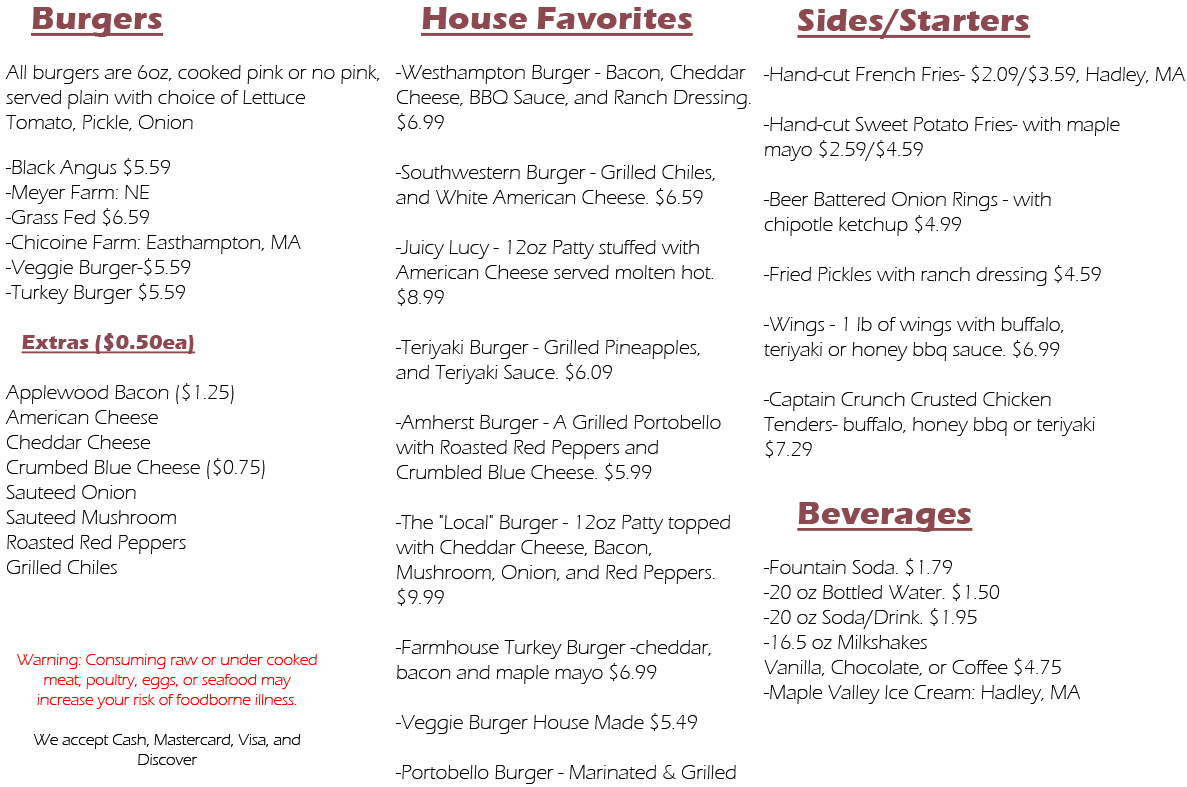 Burgers
All burgers are 6oz, cooked pink or no pink,
served plain with choice of Lettuce
Tomato, Pickle, Onion
-Black Angus $5.59
-Meyer Farm: NE
-Grass Fed $6.59
-Chicoine Farm: Easthampton, MA
-Veggie Burger-$5.59
-Turkey Burger $5.59
Extras ($0.50ea)
Applewood Bacon ($1.25)
American Cheese
Cheddar Cheese
Crumbed Blue Cheese ($0.75)
Sauteed Onion
Sauteed Mushroom
Roasted Red Peppers
Grilled Chiles
Warning: Consuming raw or under cooked
meat, poultry, eggs, or seafood may
increase your risk of foodborne illness.
We accept Cash, Mastercard, Visa, and
Discover
House Favorites
-Westhampton Burger - Bacon, Cheddar
Cheese, BBQ Sauce, and Ranch Dressing.
$6.99
-Southwestern Burger - Grilled Chiles,
and White American Cheese. $6.59
-Juicy Lucy - 12oz Patty stuffed with
American Cheese served molten hot.
$8.99
-Teriyaki Burger - Grilled Pineapples,
and Teriyaki Sauce. $6.09
-Amherst Burger - A Grilled Portobello
with Roasted Red Peppers and
Crumbled Blue Cheese. $5.99
-The "Local" Burger - 12oz Patty topped
with Cheddar Cheese, Bacon,
Mushroom, Onion, and Red Peppers.
$9.99
-Farmhouse Turkey Burger -cheddar,
bacon and maple mayo $6.99
-Veggie Burger House Made $5.49
-Portobello Burger - Marinated & Grilled
Sides/Starters
-Hand-cut French Fries- $2.09/$3.59, Hadley, MA
-Hand-cut Sweet Potato Fries- with maple
mayo $2.59/$4.59
-Beer Battered Onion Rings - with
chipotle ketchup $4.99
-Fried Pickles with ranch dressing $4.59
-Wings - 1 lb of wings with buffalo,
teriyaki or honey bbq sauce. $6.99
-Captain Crunch Crusted Chicken
Tenders- buffalo, honey bbq or teriyaki
$7.29
Beverages
-Fountain Soda. $1.79
-20 oz Bottled Water. $1.50
-20 oz Soda/Drink. $1.95
-16.5 oz Milkshakes
Vanilla, Chocolate, or Coffee $4.75
-Maple Valley Ice Cream: Hadley, MA